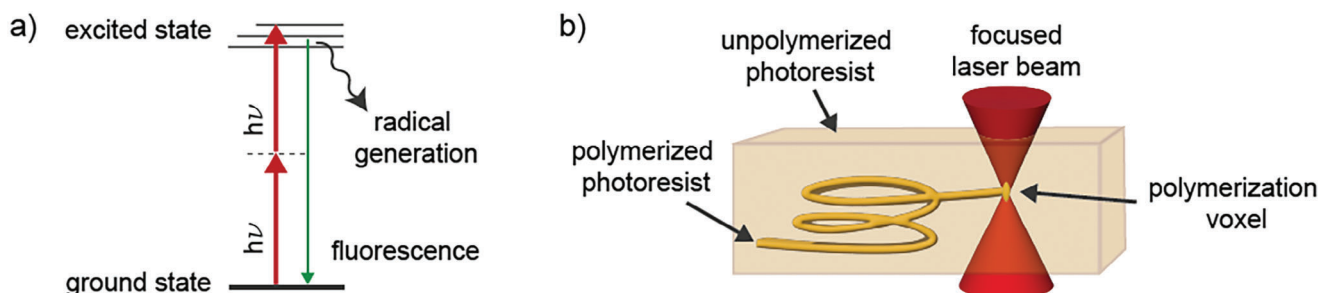 a)
excited state
hν
hν
radical
generation
fluorescence
ground state
b)
unpolymerized
photoresist
focused
laser beam
polymerized
photoresist
polymerization
voxel